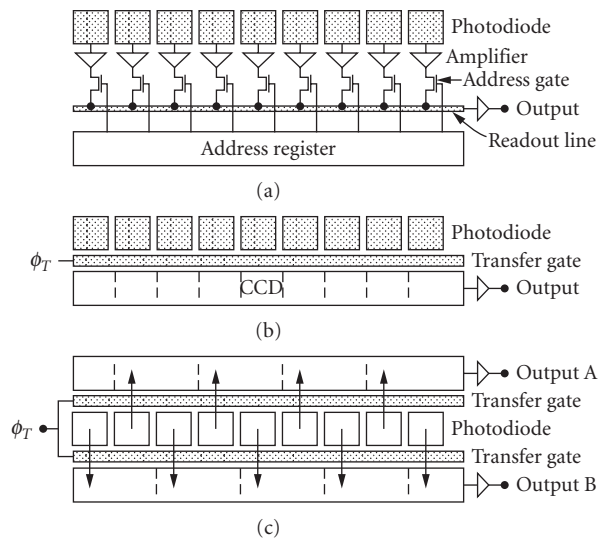 Photodiode
Amplifier
Address gate
Output
Readout line
Address register
(a)
Photodiode
ϕT
Transfer gate
CCD
Output
(b)
Output A
Transfer gate
ϕT
Photodiode
Transfer gate
Output B
(c)